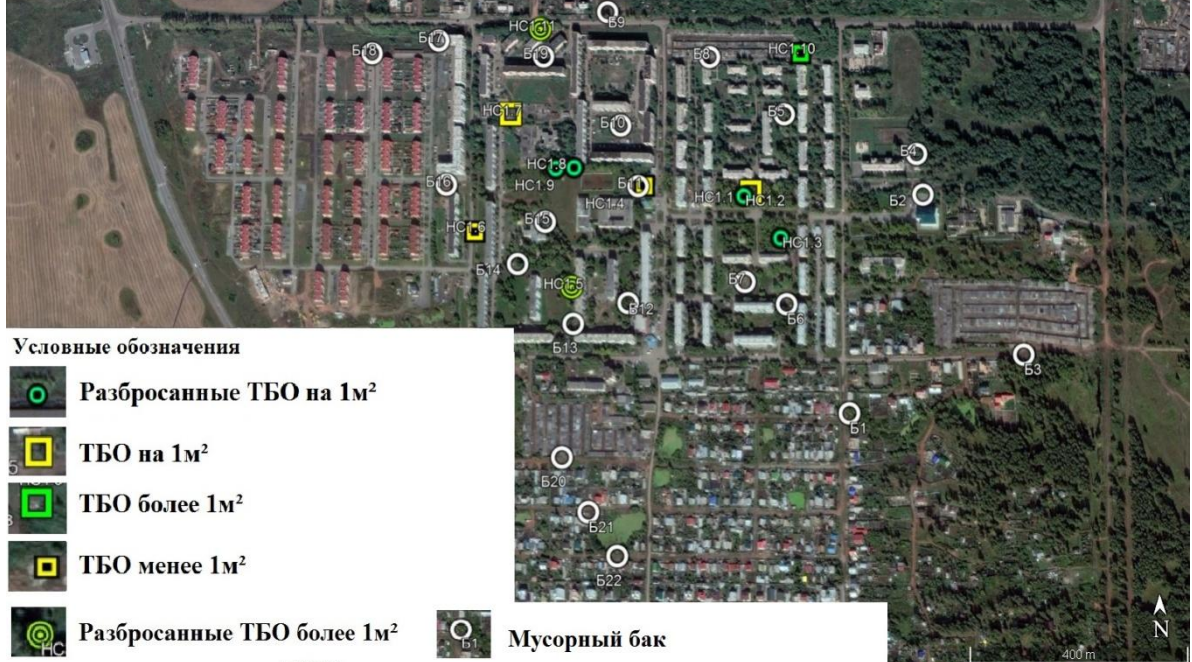 Б9
НС1.11
Б17
Б18
Б19
Б8
НС1.10
НС1.7
Б10
Б5
Б4
НС1.8
НС1.9
Б16
Б11
НС1.4
НС1.1
НС1.2
Б2
Б15
НС1.6
НС1.3
Б14
НС1.5
Б7
Б12
Б6
Б13
Б3
Б1
Б20
Б21
Б22
Условные обозначения
Разбросанные ТБО на 1м²
ТБО на 1м²
ТБО более 1м²
ТБО менее 1м²
Разбросанные ТБО более 1м²
НС
Б1
Мусорный бак
N
400 m